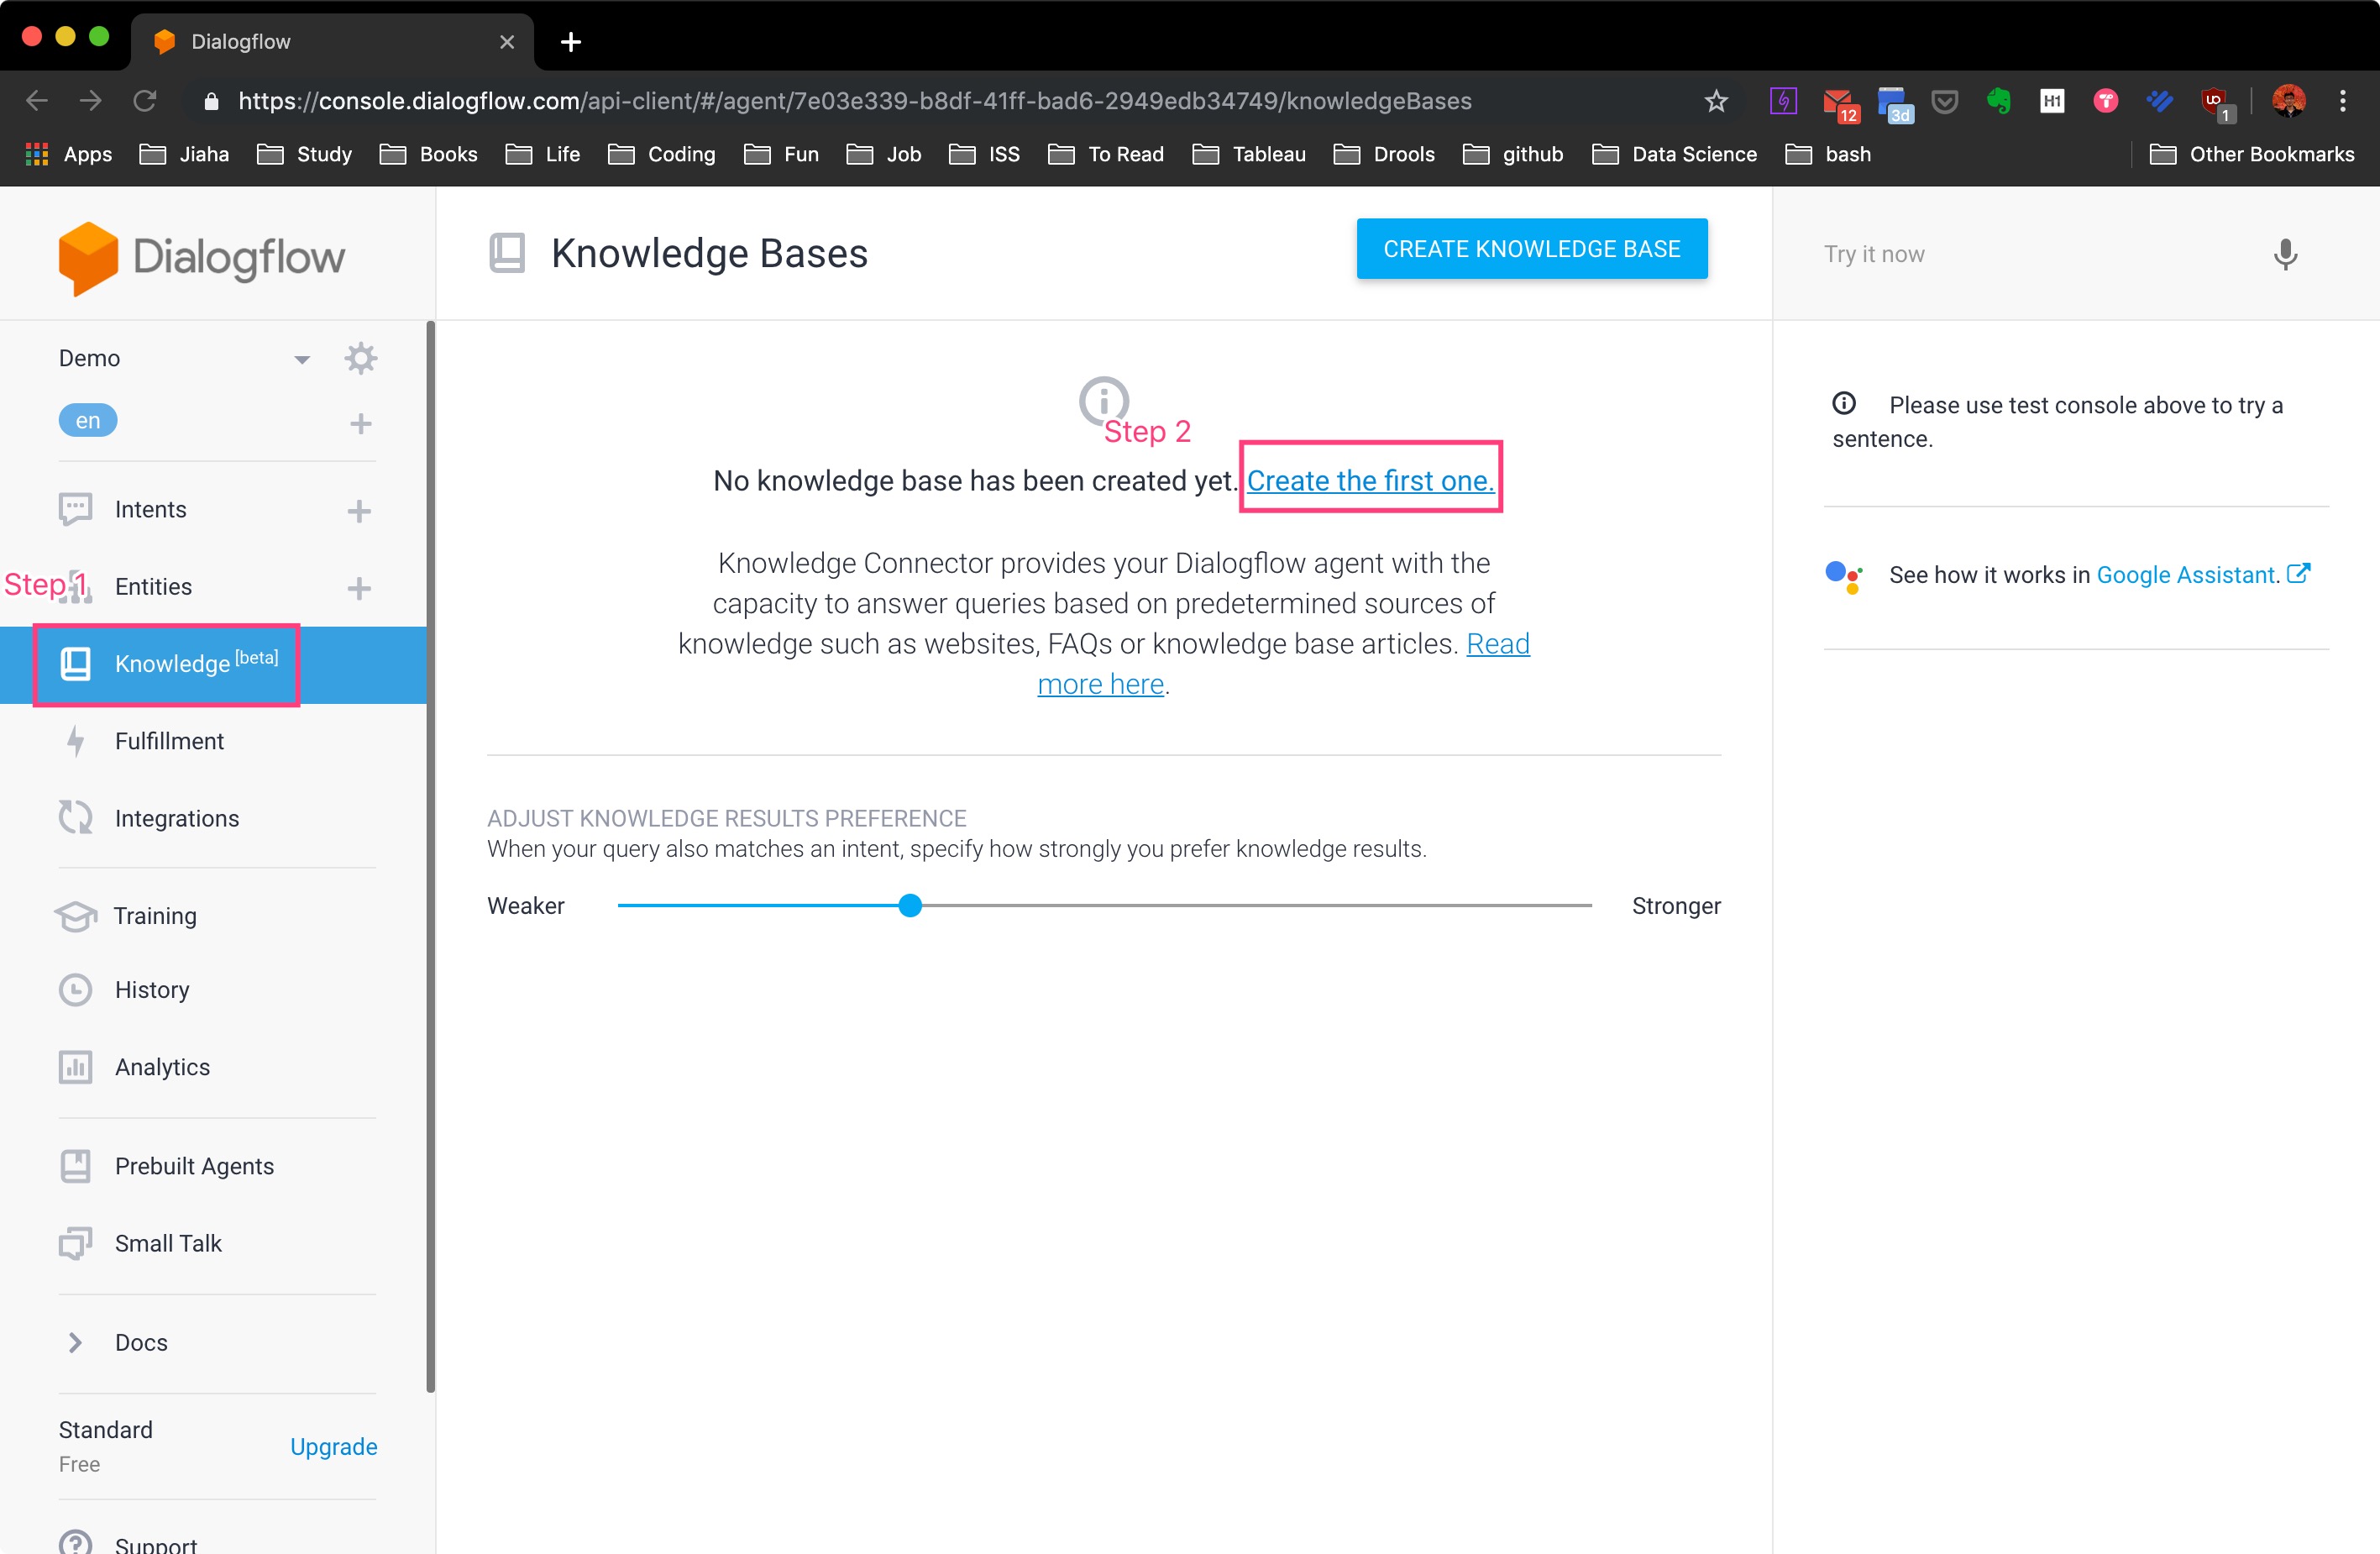 Dialogflow
https://console.dialogflow.com/api-client/#/agent/7e03e339-b8df-41ff-bad6-2949edb34749/knowledgeBases
12
3d
H1
1
Apps
Jiaha
Study
Books
Life
Coding
Fun
Job
ISS
To Read
Tableau
Drools
github
Data Science
bash
Other Bookmarks
Dialogflow
Demo
en
Intents
Step 1
Entities
Knowledge [beta]
Fulfillment
Integrations
Training
History
Analytics
Prebuilt Agents
Small Talk
Docs
Standard
Free
Upgrade
Support
Knowledge Bases
CREATE KNOWLEDGE BASE
Step 2
No knowledge base has been created yet. Create the first one.
Knowledge Connector provides your Dialogflow agent with the
capacity to answer queries based on predetermined sources of
knowledge such as websites, FAQs or knowledge base articles. Read
more here.
ADJUST KNOWLEDGE RESULTS PREFERENCE
When your query also matches an intent, specify how strongly you prefer knowledge results.
Weaker
Stronger
Try it now
Please use test console above to try a
sentence.
See how it works in Google Assistant.